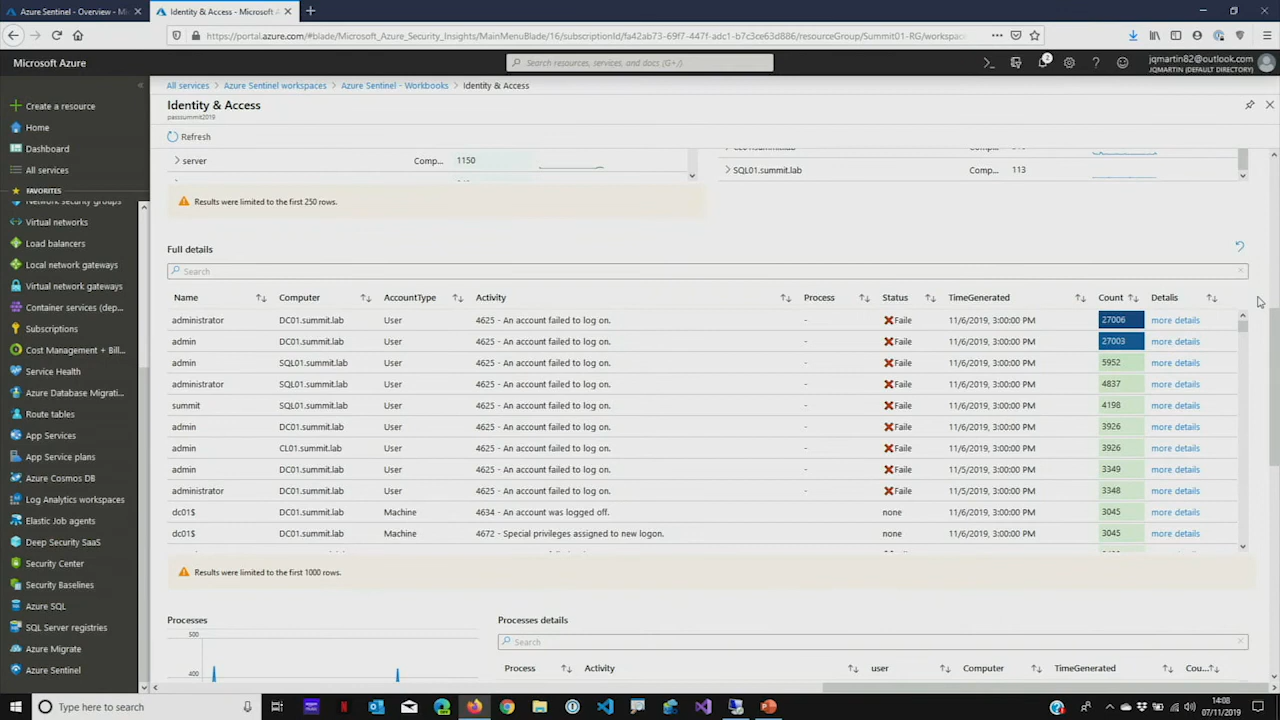 Azure Sentinel - Overview - Mic
Identity & Access - Microsoft A
https://portal.azure.com/#blade/Microsoft_Azure_Security_Insights/MainMenuBlade/16/subscriptionId/fa42ab73-69f7-447f-adc1-b7c3ce63d886/resourceGroup/Summit01-RG/workspac
Microsoft Azure
Search resources, services, and docs (G+/)
2
jqmartin82@outlook.com
JQMARTIN (DEFAULT DIRECTORY)
Create a resource
Home
Dashboard
All services
FAVORITES
Network security groups
Virtual networks
Load balancers
Local network gateways
Virtual network gateways
Container services (dep...
Subscriptions
Cost Management + Bill...
Service Health
Azure Database Migrati...
Route tables
App Services
App Service plans
Azure Cosmos DB
Log Analytics workspaces
Elastic Job agents
Deep Security SaaS
Security Center
Security Baselines
Azure SQL
SQL Server registries
Azure Migrate
Azure Sentinel
All services > Azure Sentinel workspaces > Azure Sentinel - Workbooks > Identity & Access
Identity & Access
passsummit2019
Refresh
server Comp... 1150
SQL01.summit.lab Comp... 113
Results were limited to the first 250 rows.
Full details
Search
Name Computer AccountType Activity Process Status TimeGenerated Count Details
administrator DC01.summit.lab User 4625 - An account failed to log on. - Faile 11/6/2019, 3:00:00 PM 27006 more details
admin DC01.summit.lab User 4625 - An account failed to log on. - Faile 11/6/2019, 3:00:00 PM 27003 more details
admin SQL01.summit.lab User 4625 - An account failed to log on. - Faile 11/6/2019, 3:00:00 PM 5952 more details
administrator SQL01.summit.lab User 4625 - An account failed to log on. - Faile 11/6/2019, 3:00:00 PM 4837 more details
summit SQL01.summit.lab User 4625 - An account failed to log on. - Faile 11/6/2019, 3:00:00 PM 4198 more details
admin DC01.summit.lab User 4625 - An account failed to log on. - Faile 11/6/2019, 3:00:00 PM 3926 more details
admin CL01.summit.lab User 4625 - An account failed to log on. - Faile 11/6/2019, 3:00:00 PM 3926 more details
admin DC01.summit.lab User 4625 - An account failed to log on. - Faile 11/5/2019, 3:00:00 PM 3349 more details
administrator DC01.summit.lab User 4625 - An account failed to log on. - Faile 11/5/2019, 3:00:00 PM 3348 more details
dc01$ DC01.summit.lab Machine 4634 - An account was logged off. none 11/6/2019, 3:00:00 PM 3045 more details
dc01$ DC01.summit.lab Machine 4672 - Special privileges assigned to new logon. none 11/6/2019, 3:00:00 PM 3045 more details
Results were limited to the first 1000 rows.
Processes
500
400
Processes details
Search
Process Activity user Computer TimeGenerated Cou...
Type here to search
14:08
07/11/2019